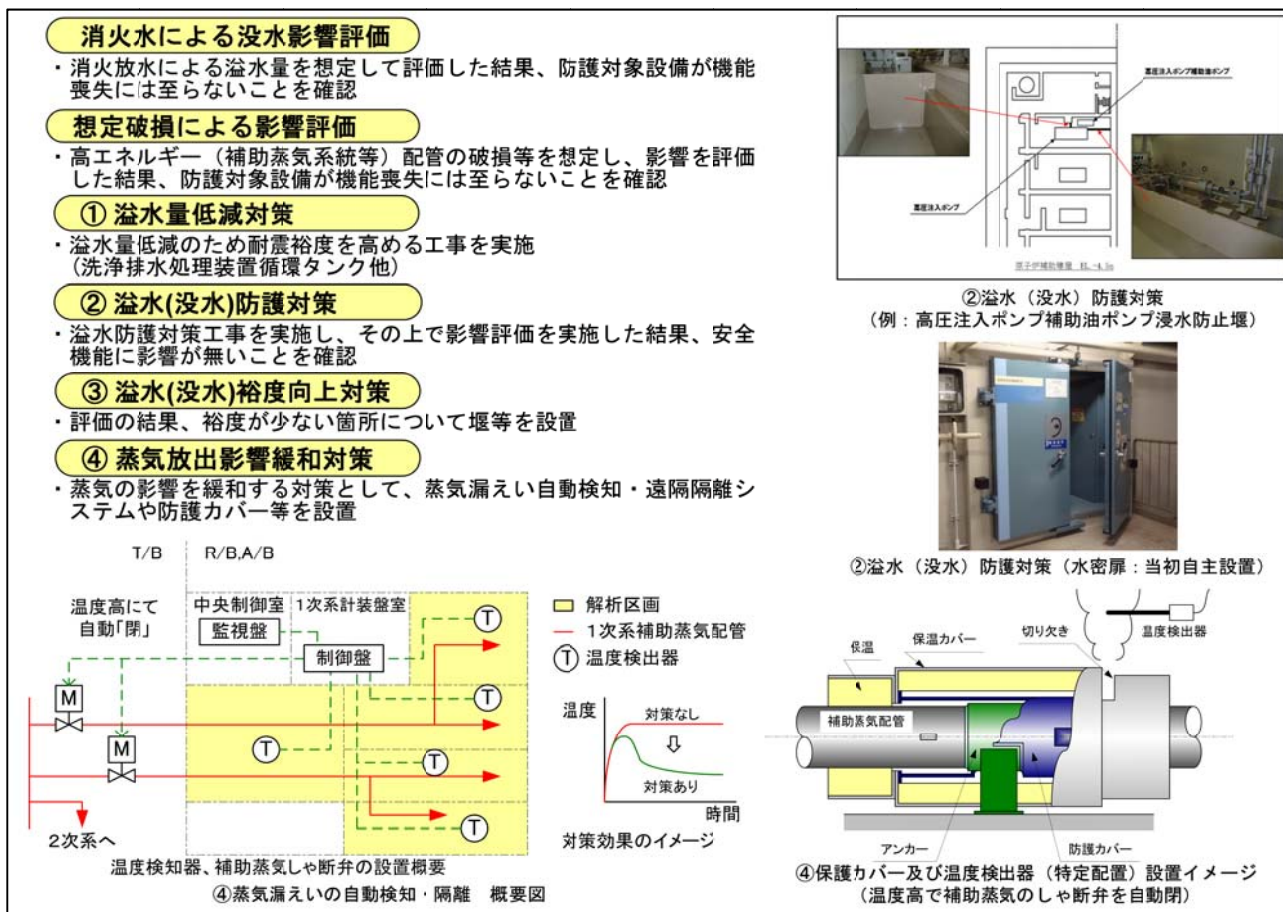 消火水による没水影響評価
・消火放水による溢水量を想定して評価した結果、防護対象設備が機能
喪失には至らないことを確認
想定破損による影響評価
・高エネルギー（補助蒸気系統等）配管の破損等を想定し、影響を評価
した結果、防護対象設備が機能喪失には至らないことを確認
① 溢水量低減対策
・溢水量低減のため耐震裕度を高める工事を実施
(洗浄排水処理装置循環タンク他)
② 溢水(没水)防護対策
・溢水防護対策工事を実施し、その上で影響評価を実施した結果、安全
機能に影響が無いことを確認
③ 溢水(没水)裕度向上対策
・評価の結果、裕度が少ない箇所について堰等を設置
④ 蒸気放出影響緩和対策
・蒸気の影響を緩和する対策として、蒸気漏えい自動検知・遠隔隔離シ
ステムや防護カバー等を設置
T/B
R/B,A/B
温度高にて
自動「閉」
中央制御室
1次系計装盤室
監視盤
制御盤
M
M
T
T
T
T
T
2次系へ
解析区画
1次系補助蒸気配管
T 温度検出器
温度
対策なし
対策あり
時間
対策効果のイメージ
温度検知器、補助蒸気しゃ断弁の設置概要
④蒸気漏えいの自動検知・隔離 概要図
高圧注入ポンプ補助油ポンプ
高圧注入ポンプ
原子炉補助建屋 EL.-4.5m
②溢水（没水）防護対策
（例：高圧注入ポンプ補助油ポンプ浸水防止堰）
②溢水（没水）防護対策（水密扉：当初自主設置）
保温
保温カバー
切り欠き
温度検出器
補助蒸気配管
アンカー
防護カバー
④保護カバー及び温度検出器（特定配置）設置イメージ
（温度高で補助蒸気のしゃ断弁を自動閉）